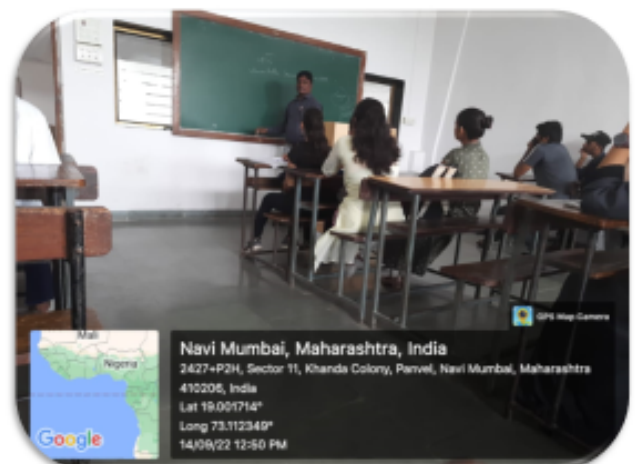 GPS Map Camera
Mali
Nigeria
Google
Navi Mumbai, Maharashtra, India
2427+P2H, Sector 11, Khanda Colony, Panvel, Navi Mumbai, Maharashtra
410206, India
Lat 19.001714°
Long 73.112349°
14/09/22 12:50 PM